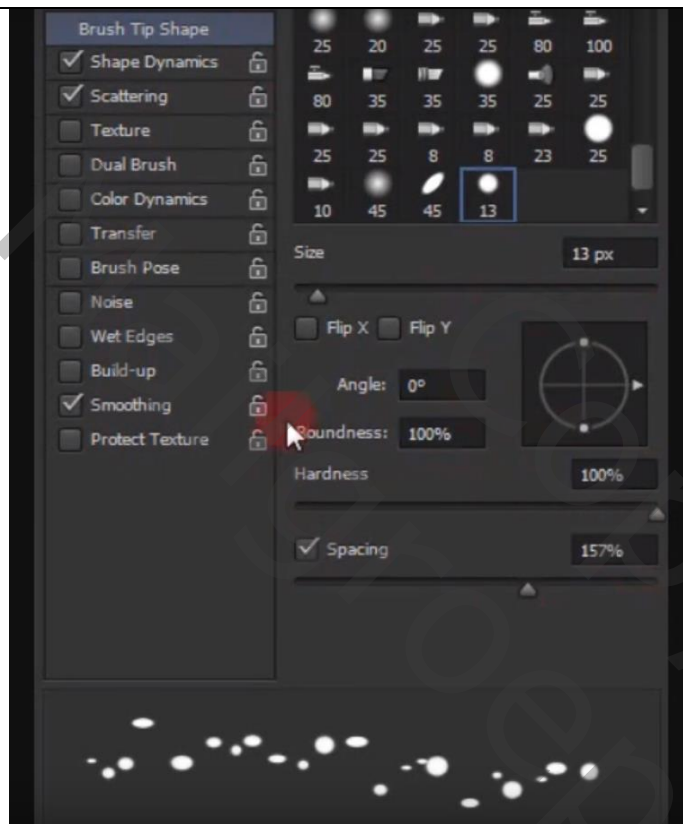 Brush Tip Shape
Shape Dynamics
Scattering
Texture
Dual Brush
Color Dynamics
Transfer
Brush Pose
Noise
Wet Edges
Build-up
Smoothing
Protect Texture
25 20 25 25 80 100
80 35 35 35 25 25
25 25 8 8 23 25
10 45 45 13
Size 13 px
Flip X Flip Y
Angle: 0º
Roundness: 100%
Hardness 100%
Spacing 157%